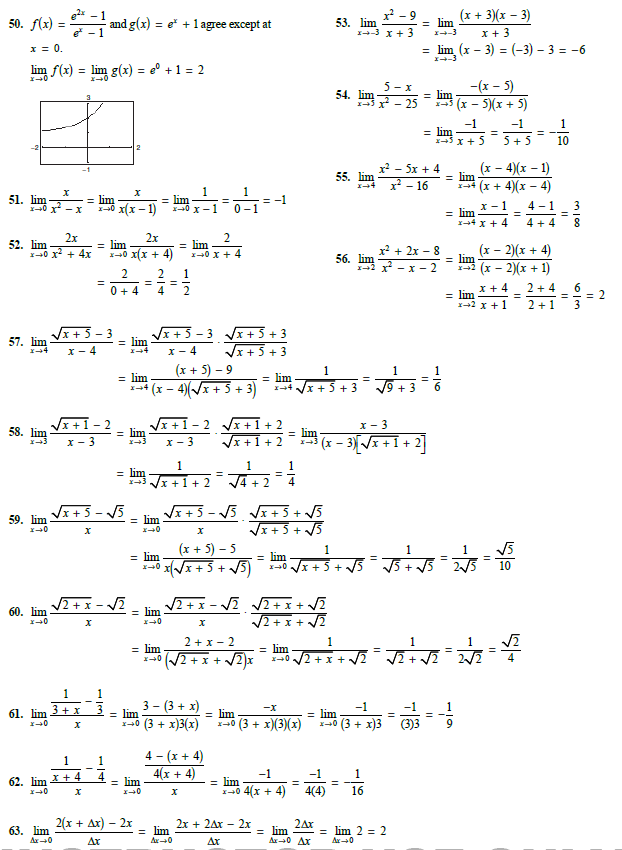 50. f(x) = (e^(2x) − 1)/(e^x − 1) and g(x) = e^x + 1 agree except at
x = 0.
lim_(x→0) f(x) = lim_(x→0) g(x) = e^0 + 1 = 2
3
−2 2
−1
51. lim_(x→0) x/(x² − x) = lim_(x→0) x/(x(x − 1)) = lim_(x→0) 1/(x − 1) = 1/(0 − 1) = −1
52. lim_(x→0) 2x/(x² + 4x) = lim_(x→0) 2x/(x(x + 4)) = lim_(x→0) 2/(x + 4)
= 2/(0 + 4) = 2/4 = 1/2
53. lim_(x→−3) (x² − 9)/(x + 3) = lim_(x→−3) ((x + 3)(x − 3))/(x + 3)
= lim_(x→−3) (x − 3) = (−3) − 3 = −6
54. lim_(x→5) (5 − x)/(x² − 25) = lim_(x→5) −(x − 5)/((x − 5)(x + 5))
= lim_(x→5) −1/(x + 5) = −1/(5 + 5) = −1/10
55. lim_(x→4) (x² − 5x + 4)/(x² − 16) = lim_(x→4) ((x − 4)(x − 1))/((x + 4)(x − 4))
= lim_(x→4) (x − 1)/(x + 4) = (4 − 1)/(4 + 4) = 3/8
56. lim_(x→2) (x² + 2x − 8)/(x² − x − 2) = lim_(x→2) ((x − 2)(x + 4))/((x − 2)(x + 1))
= lim_(x→2) (x + 4)/(x + 1) = (2 + 4)/(2 + 1) = 6/3 = 2
57. lim_(x→4) (√(x + 5) − 3)/(x − 4) = lim_(x→4) (√(x + 5) − 3)/(x − 4) · (√(x + 5) + 3)/(√(x + 5) + 3)
= lim_(x→4) ((x + 5) − 9)/((x − 4)(√(x + 5) + 3)) = lim_(x→4) 1/(√(x + 5) + 3) = 1/(√9 + 3) = 1/6
58. lim_(x→3) (√(x + 1) − 2)/(x − 3) = lim_(x→3) (√(x + 1) − 2)/(x − 3) · (√(x + 1) + 2)/(√(x + 1) + 2) = lim_(x→3) (x − 3)/((x − 3)[√(x + 1) + 2])
= lim_(x→3) 1/(√(x + 1) + 2) = 1/(√4 + 2) = 1/4
59. lim_(x→0) (√(x + 5) − √5)/x = lim_(x→0) (√(x + 5) − √5)/x · (√(x + 5) + √5)/(√(x + 5) + √5)
= lim_(x→0) ((x + 5) − 5)/(x(√(x + 5) + √5)) = lim_(x→0) 1/(√(x + 5) + √5) = 1/(√5 + √5) = 1/(2√5) = √5/10
60. lim_(x→0) (√(2 + x) − √2)/x = lim_(x→0) (√(2 + x) − √2)/x · (√(2 + x) + √2)/(√(2 + x) + √2)
= lim_(x→0) (2 + x − 2)/((√(2 + x) + √2)x) = lim_(x→0) 1/(√(2 + x) + √2) = 1/(√2 + √2) = 1/(2√2) = √2/4
61. lim_(x→0) (1/(3 + x) − 1/3)/x = lim_(x→0) (3 − (3 + x))/((3 + x)3(x)) = lim_(x→0) −x/((3 + x)(3)(x)) = lim_(x→0) −1/((3 + x)3) = −1/((3)3) = −1/9
62. lim_(x→0) (1/(x + 4) − 1/4)/x = lim_(x→0) ((4 − (x + 4))/(4(x + 4)))/x = lim_(x→0) −1/(4(x + 4)) = −1/(4(4)) = −1/16
63. lim_(Δx→0) (2(x + Δx) − 2x)/Δx = lim_(Δx→0) (2x + 2Δx − 2x)/Δx = lim_(Δx→0) 2Δx/Δx = lim_(Δx→0) 2 = 2